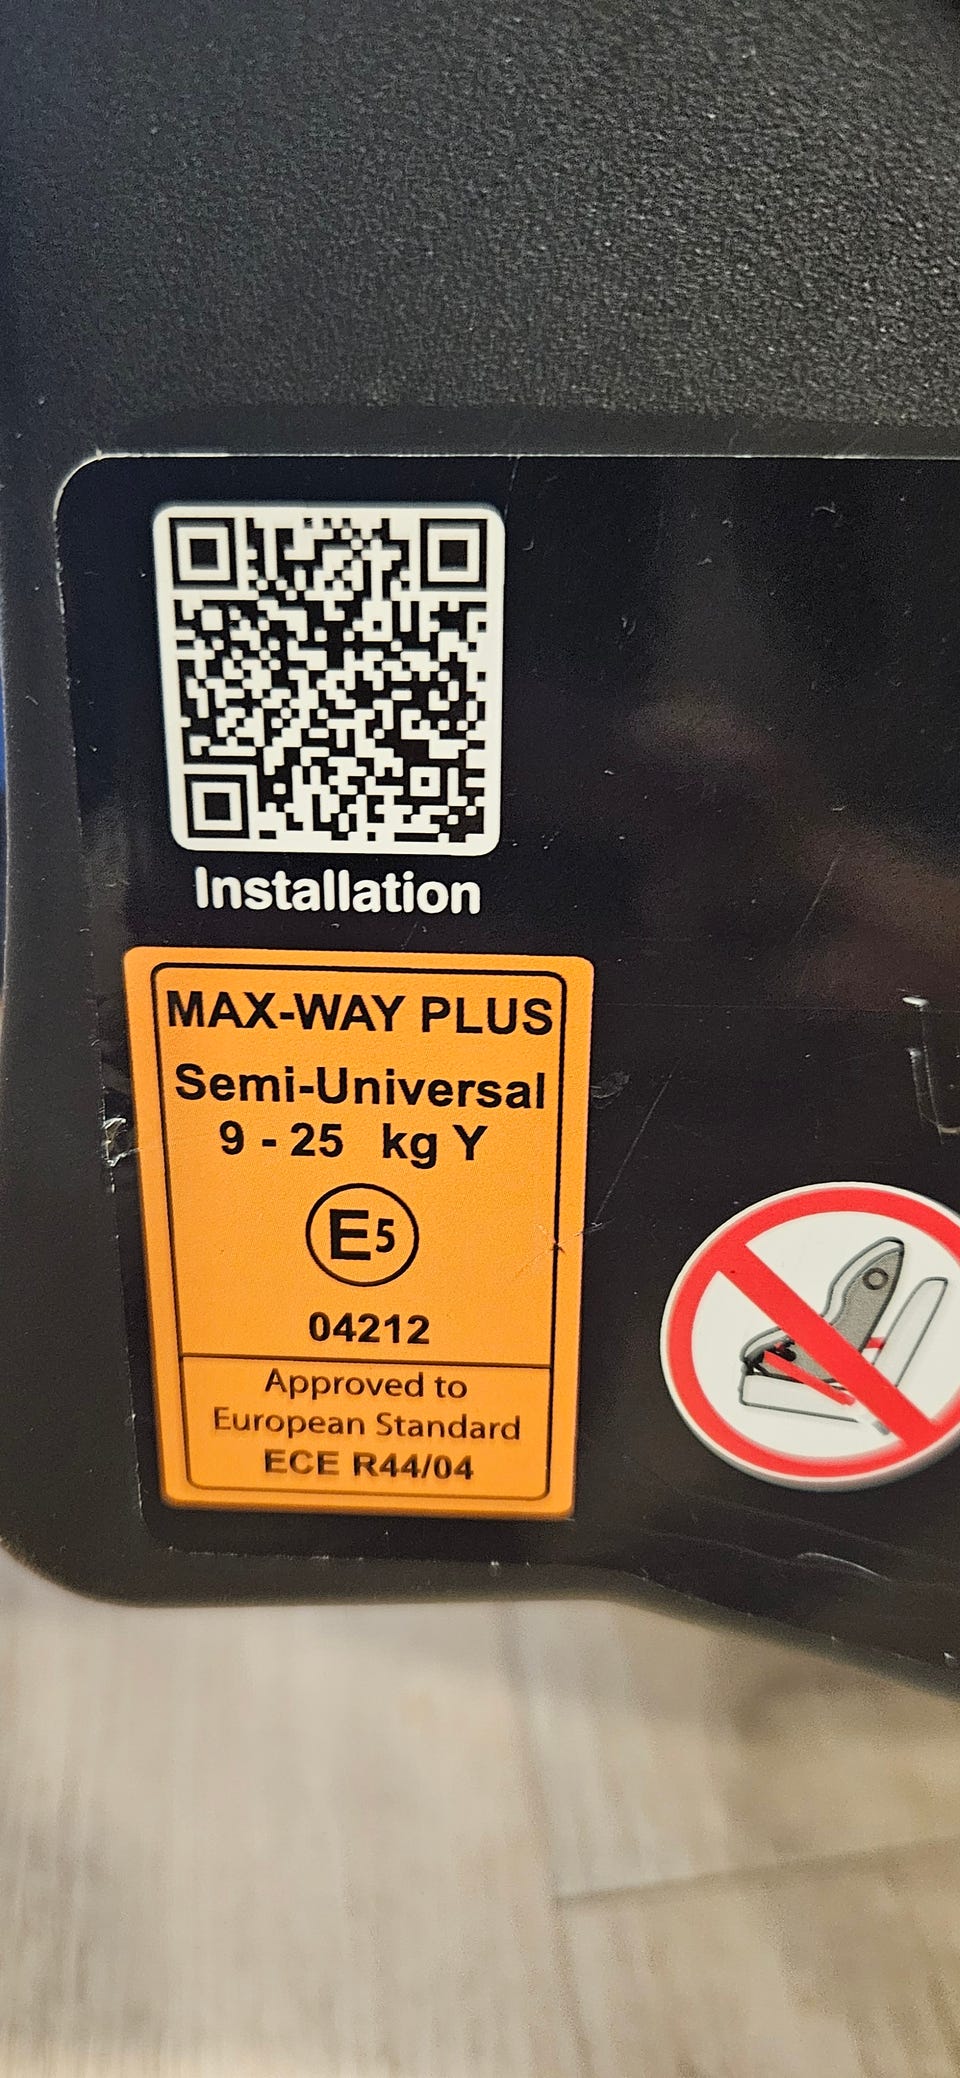 Installation
MAX-WAY PLUS
Semi-Universal
9 - 25 kg Y
E5
04212
Approved to
European Standard
ECE R44/04